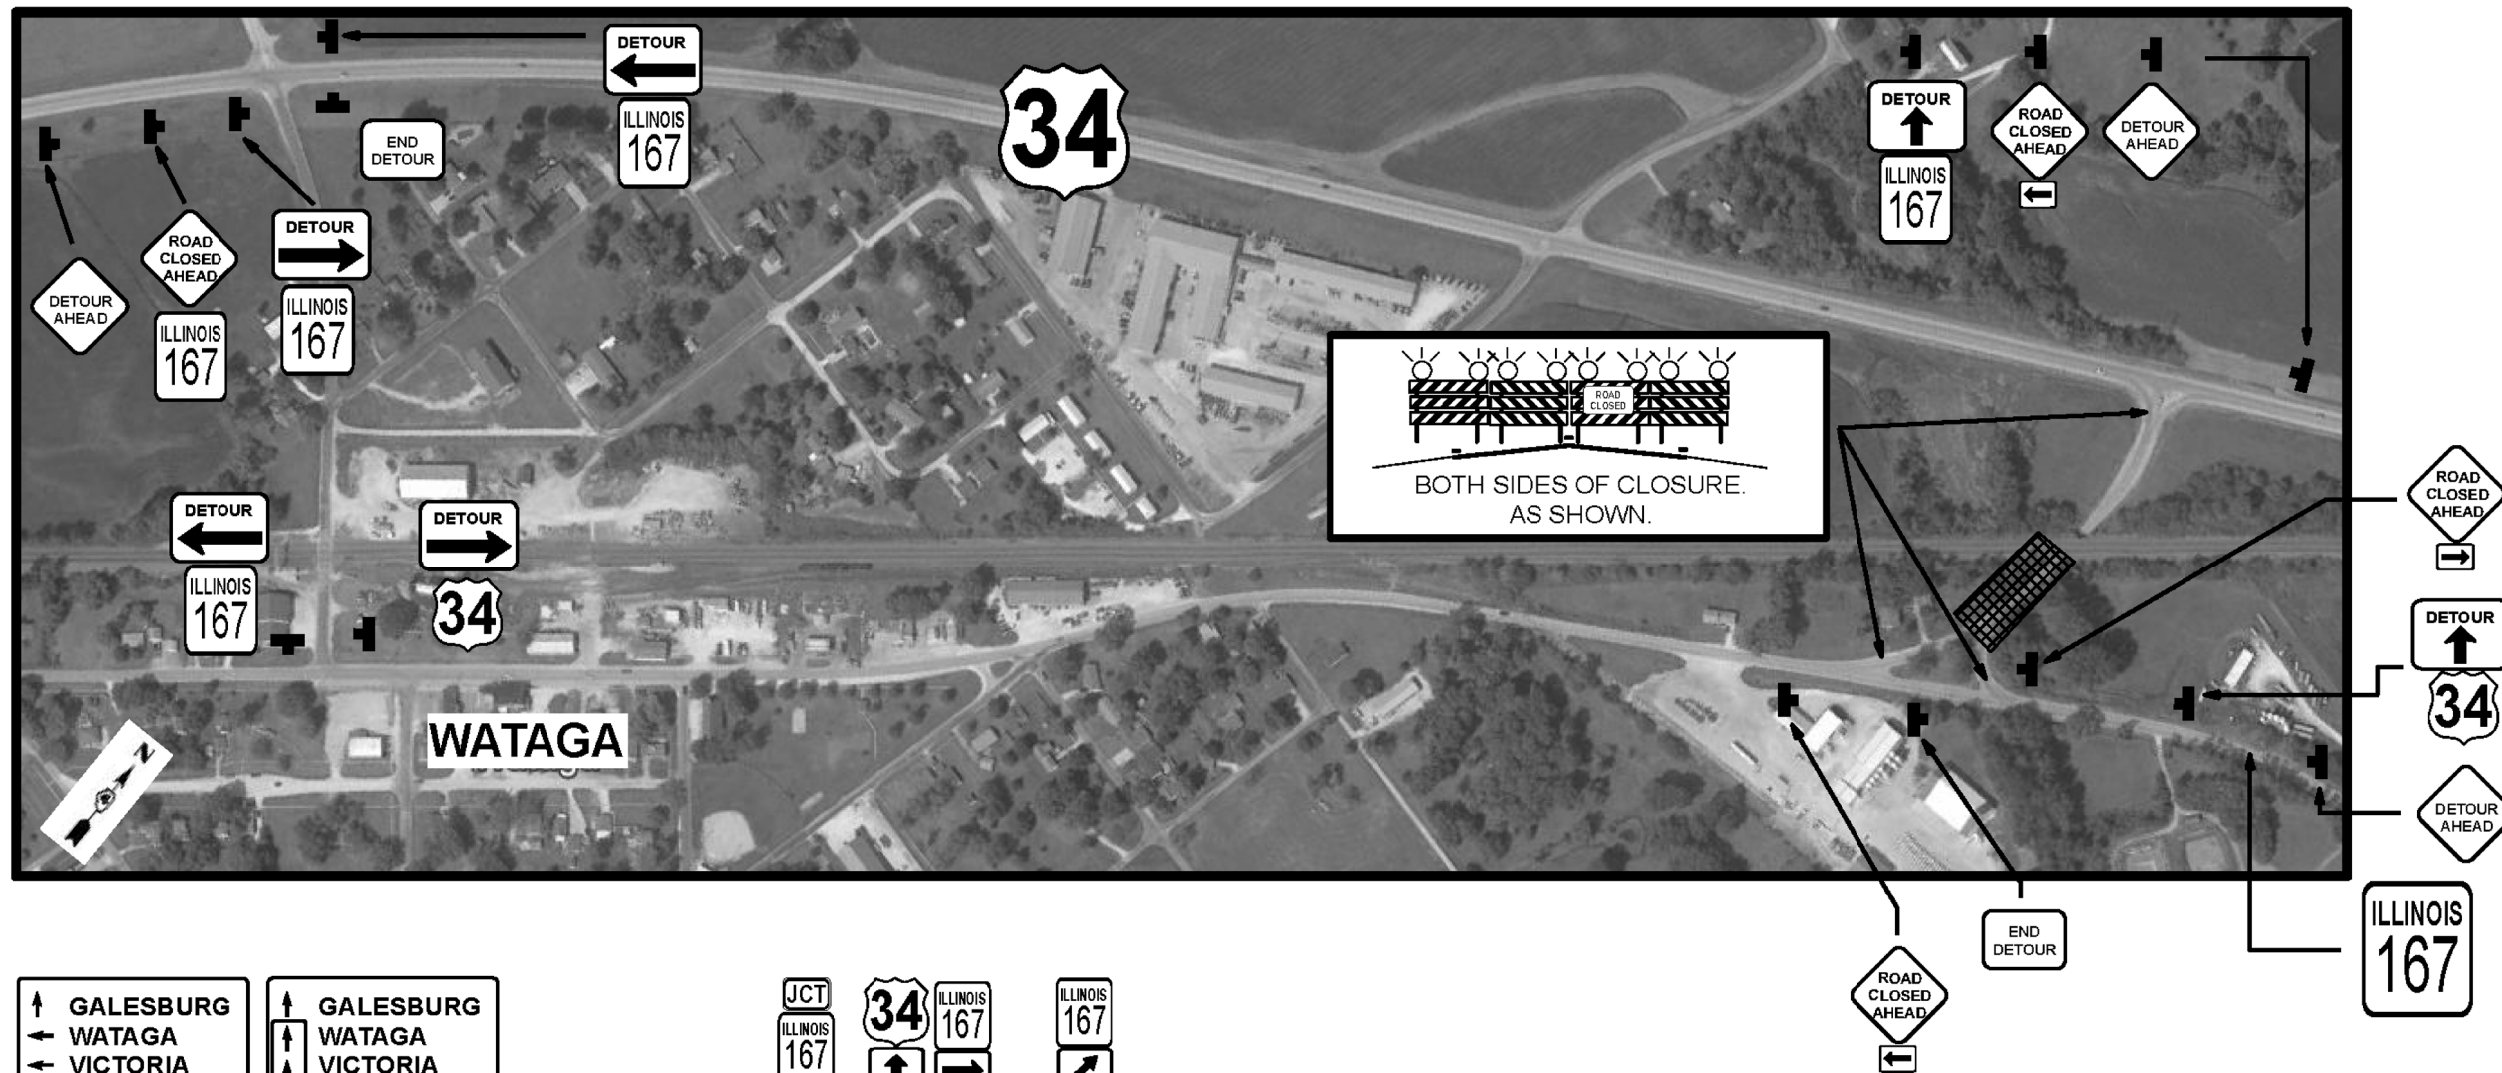 DETOUR
ILLINOIS
167
34
DETOUR
ILLINOIS
167
ROAD
CLOSED
AHEAD
DETOUR
AHEAD
END
DETOUR
DETOUR
AHEAD
ROAD
CLOSED
AHEAD
ILLINOIS
167
DETOUR
ILLINOIS
167
ROAD
CLOSED
BOTH SIDES OF CLOSURE.
AS SHOWN.
DETOUR
ILLINOIS
167
DETOUR
34
ROAD
CLOSED
AHEAD
DETOUR
34
DETOUR
AHEAD
WATAGA
N
ILLINOIS
167
END
DETOUR
ROAD
CLOSED
AHEAD
GALESBURG
WATAGA
VICTORIA
GALESBURG
WATAGA
VICTORIA
JCT
ILLINOIS
167
34
ILLINOIS
167
ILLINOIS
167